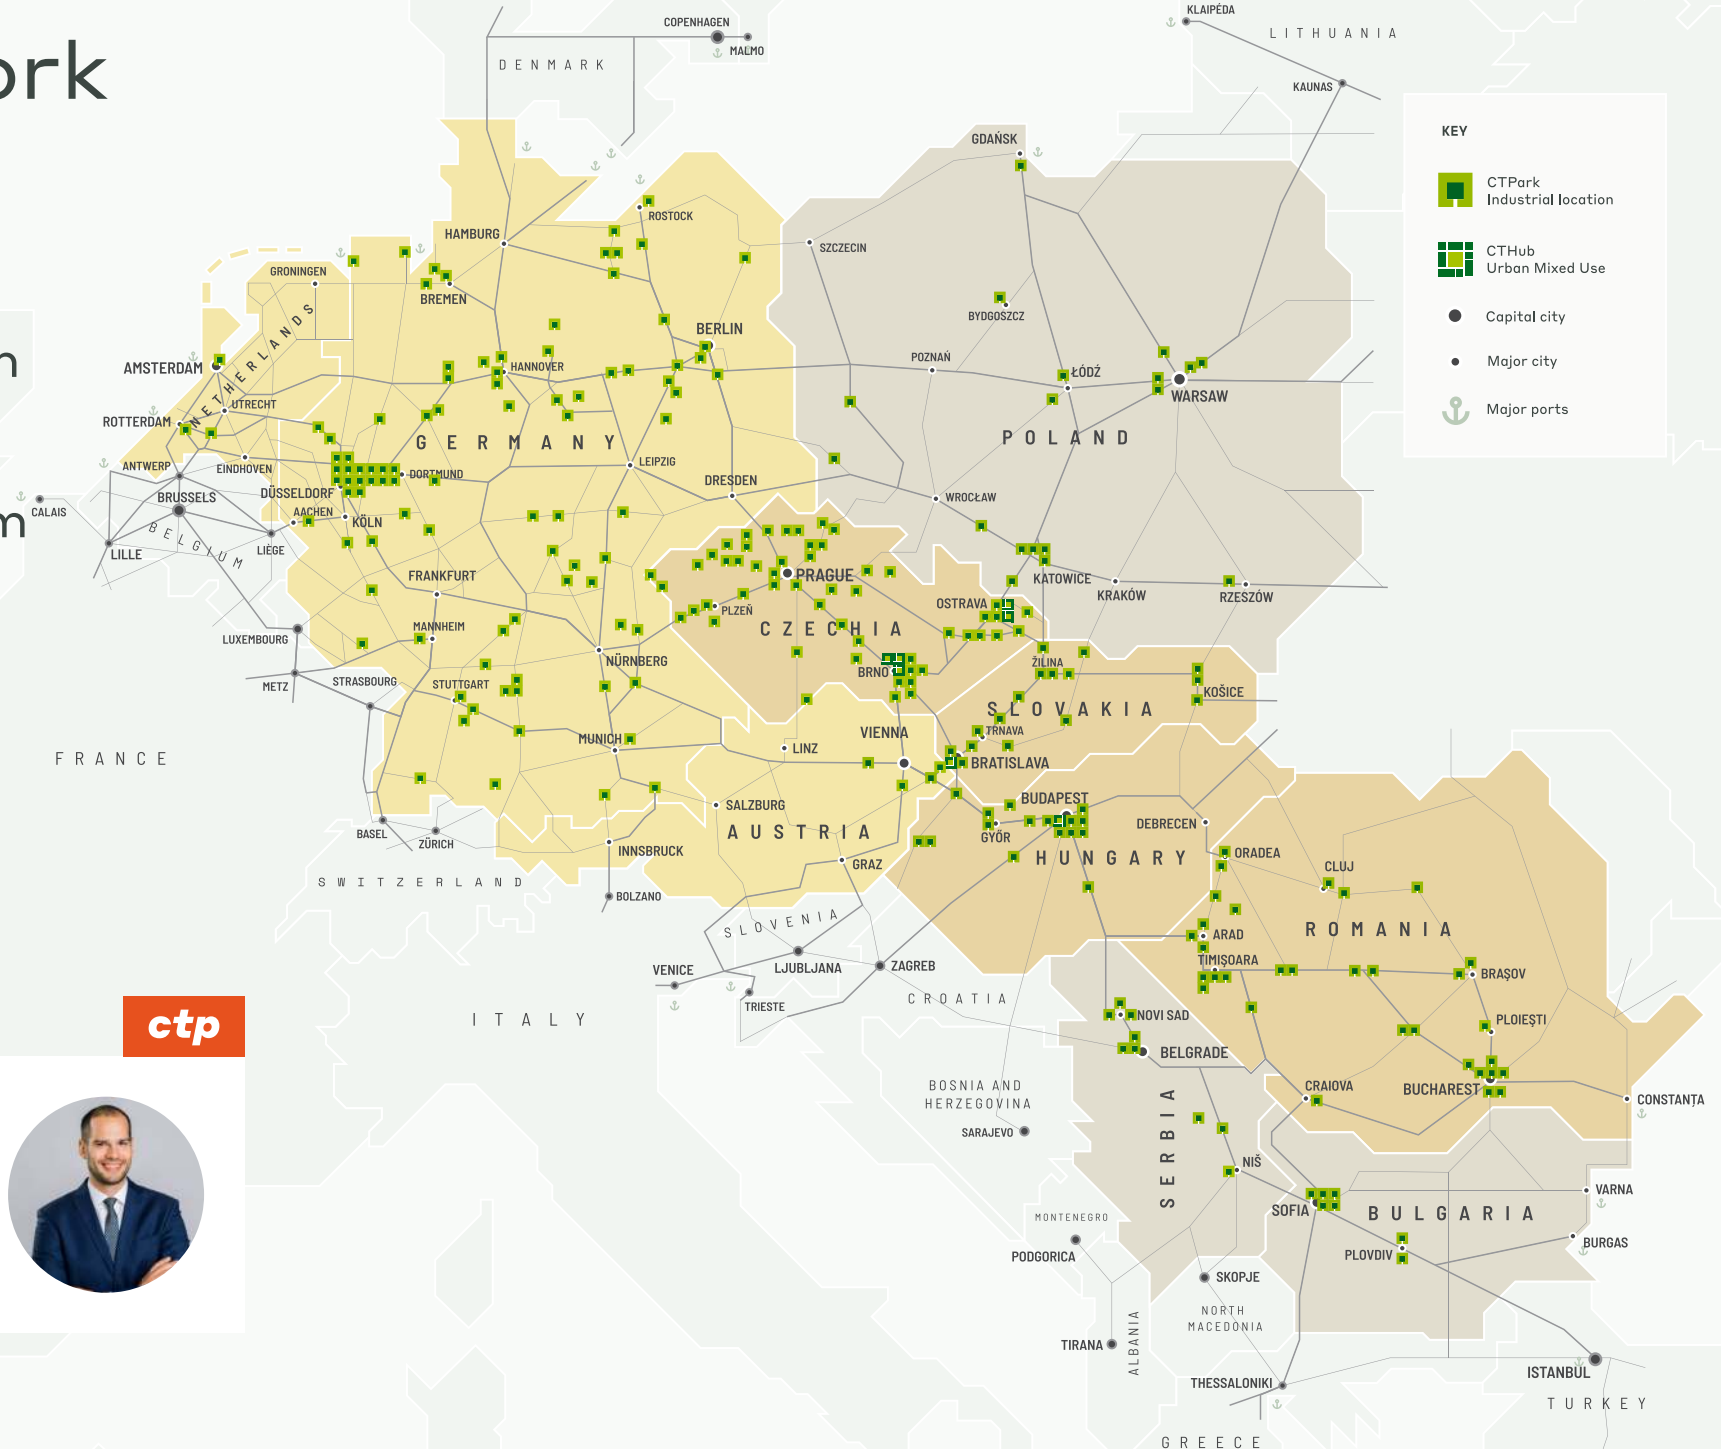 ork
n
m
COPENHAGEN
MALMO
DENMARK
KLAIPĖDA
LITHUANIA
KAUNAS
KEY
CTPark
Industrial location
CTHub
Urban Mixed Use
Capital city
Major city
Major ports
GDAŃSK
ROSTOCK
HAMBURG
SZCZECIN
GRONINGEN
BREMEN
BYDGOSZCZ
NETHERLANDS
BERLIN
AMSTERDAM
HANNOVER
POZNAŃ
ŁÓDŹ
WARSAW
UTRECHT
ROTTERDAM
GERMANY
POLAND
ANTWERP
EINDHOVEN
DORTMUND
LEIPZIG
DRESDEN
BRUSSELS
DÜSSELDORF
WROCŁAW
CALAIS
AACHEN
KÖLN
BELGIUM
LILLE
LIÈGE
FRANKFURT
PRAGUE
KATOWICE
KRAKÓW
RZESZÓW
OSTRAVA
PLZEŇ
MANNHEIM
CZECHIA
LUXEMBOURG
NÜRNBERG
ŽILINA
BRNO
METZ
STRASBOURG
STUTTGART
KOŠICE
SLOVAKIA
VIENNA
TRNAVA
MUNICH
LINZ
FRANCE
BRATISLAVA
BUDAPEST
SALZBURG
AUSTRIA
DEBRECEN
BASEL
ZÜRICH
GYŐR
INNSBRUCK
HUNGARY
ORADEA
GRAZ
CLUJ
SWITZERLAND
BOLZANO
SLOVENIA
ROMANIA
ARAD
TIMIȘOARA
VENICE
LJUBLJANA
ZAGREB
BRAȘOV
TRIESTE
CROATIA
NOVI SAD
PLOIEȘTI
ITALY
ctp
BELGRADE
BOSNIA AND
HERZEGOVINA
CRAIOVA
BUCHAREST
CONSTANȚA
SARAJEVO
SERBIA
NIŠ
VARNA
SOFIA
BULGARIA
MONTENEGRO
PODGORICA
PLOVDIV
BURGAS
SKOPJE
NORTH
MACEDONIA
TIRANA
ALBANIA
ISTANBUL
THESSALONIKI
TURKEY
GREECE